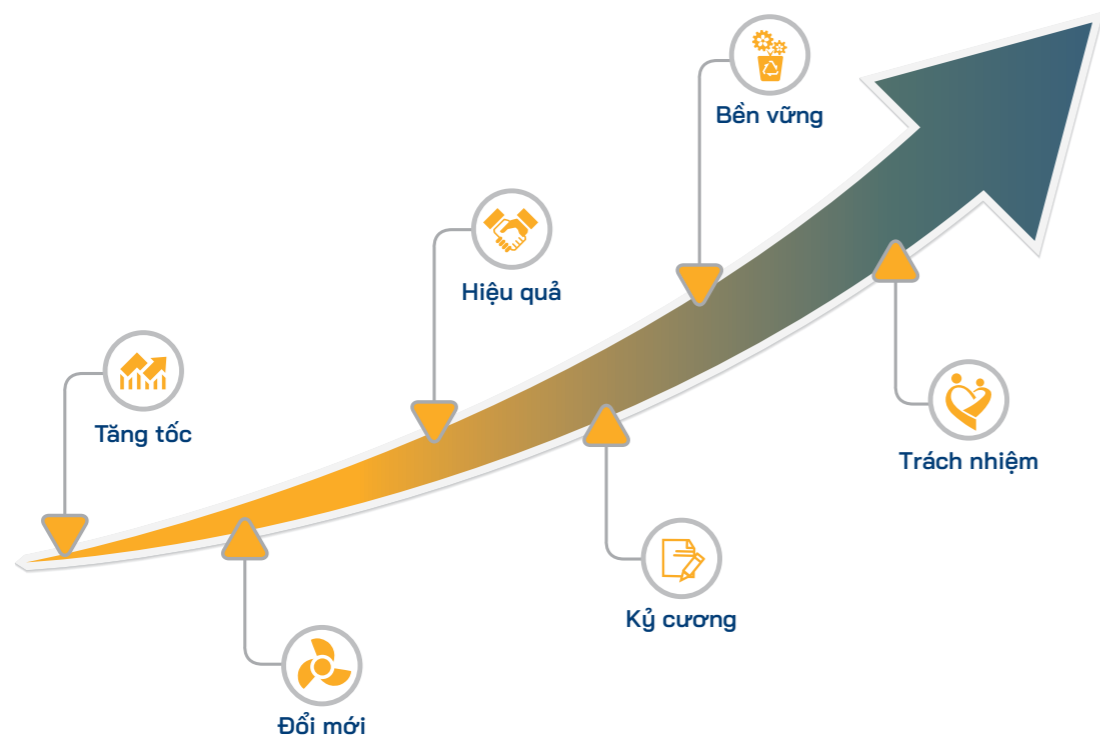 Bền vững
Hiệu quả
Tăng tốc
Trách nhiệm
Kỷ cương
Đổi mới